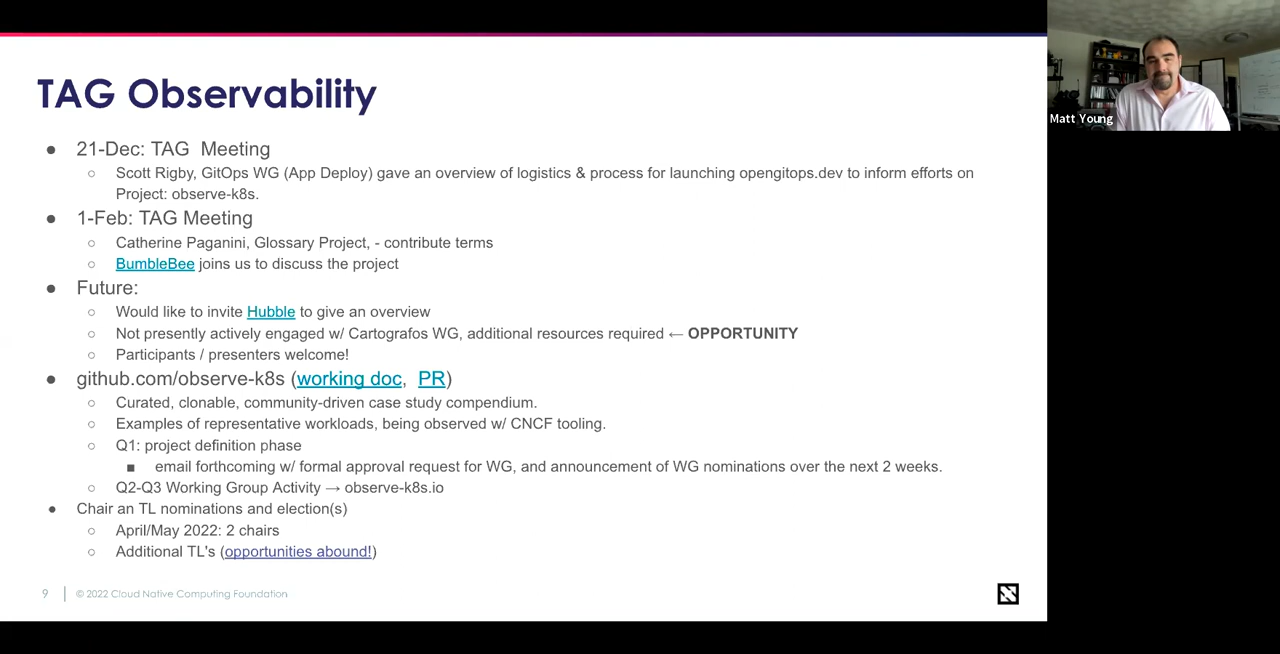 TAG Observability
Matt Young
● 21-Dec: TAG Meeting
○ Scott Rigby, GitOps WG (App Deploy) gave an overview of logistics & process for launching opengitops.dev to inform efforts on
Project: observe-k8s.
● 1-Feb: TAG Meeting
○ Catherine Paganini, Glossary Project, - contribute terms
○ BumbleBee joins us to discuss the project
● Future:
○ Would like to invite Hubble to give an overview
○ Not presently actively engaged w/ Cartografos WG, additional resources required ← OPPORTUNITY
○ Participants / presenters welcome!
● github.com/observe-k8s (working doc, PR)
○ Curated, clonable, community-driven case study compendium.
○ Examples of representative workloads, being observed w/ CNCF tooling.
○ Q1: project definition phase
■ email forthcoming w/ formal approval request for WG, and announcement of WG nominations over the next 2 weeks.
○ Q2-Q3 Working Group Activity → observe-k8s.io
● Chair an TL nominations and election(s)
○ April/May 2022: 2 chairs
○ Additional TL's (opportunities abound!)
9 | © 2022 Cloud Native Computing Foundation